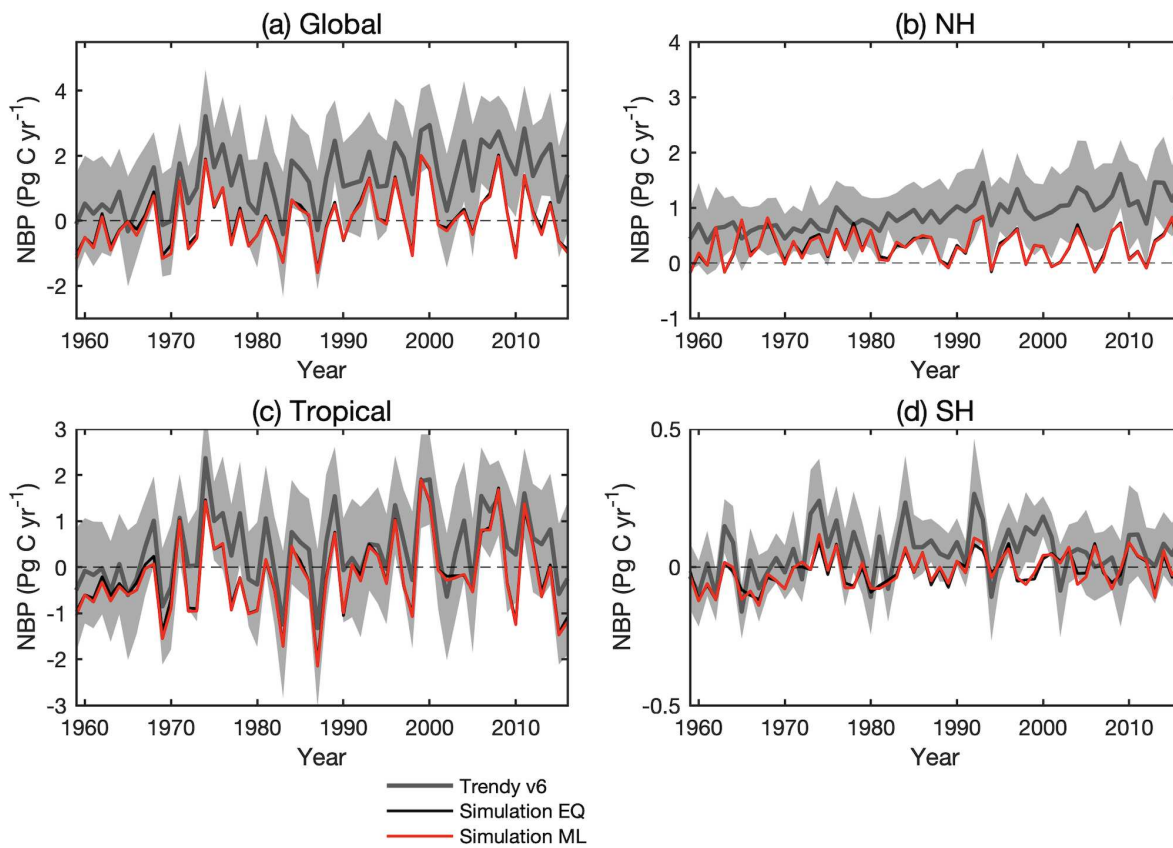 (a) Global
(b) NH
NBP (Pg C yr⁻¹)
4
2
0
-2
1960 1970 1980 1990 2000 2010
Year
NBP (Pg C yr⁻¹)
4
3
2
1
0
-1
1960 1970 1980 1990 2000 2010
Year
(c) Tropical
(d) SH
NBP (Pg C yr⁻¹)
3
2
1
0
-1
-2
-3
1960 1970 1980 1990 2000 2010
Year
NBP (Pg C yr⁻¹)
0.5
0
-0.5
1960 1970 1980 1990 2000 2010
Year
Trendy v6
Simulation EQ
Simulation ML